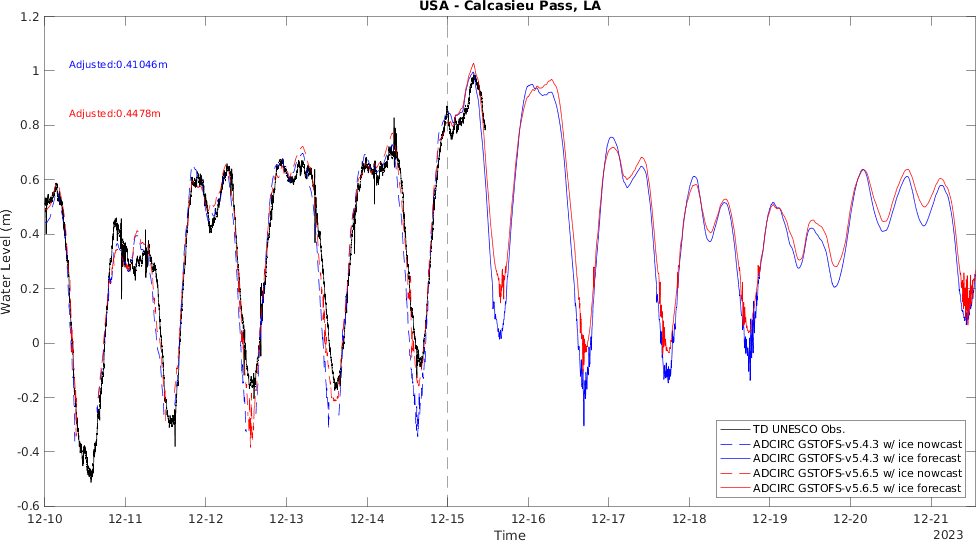 USA - Calcasieu Pass, LA
1.2
1
0.8
0.6
0.4
0.2
0
-0.2
-0.4
-0.6
Water Level (m)
Adjusted:0.41046m
Adjusted:0.4478m
TD UNESCO Obs.
ADCIRC GSTOFS-v5.4.3 w/ ice nowcast
ADCIRC GSTOFS-v5.4.3 w/ ice forecast
ADCIRC GSTOFS-v5.6.5 w/ ice nowcast
ADCIRC GSTOFS-v5.6.5 w/ ice forecast
12-10 12-11 12-12 12-13 12-14 12-15 12-16 12-17 12-18 12-19 12-20 12-21
2023
Time